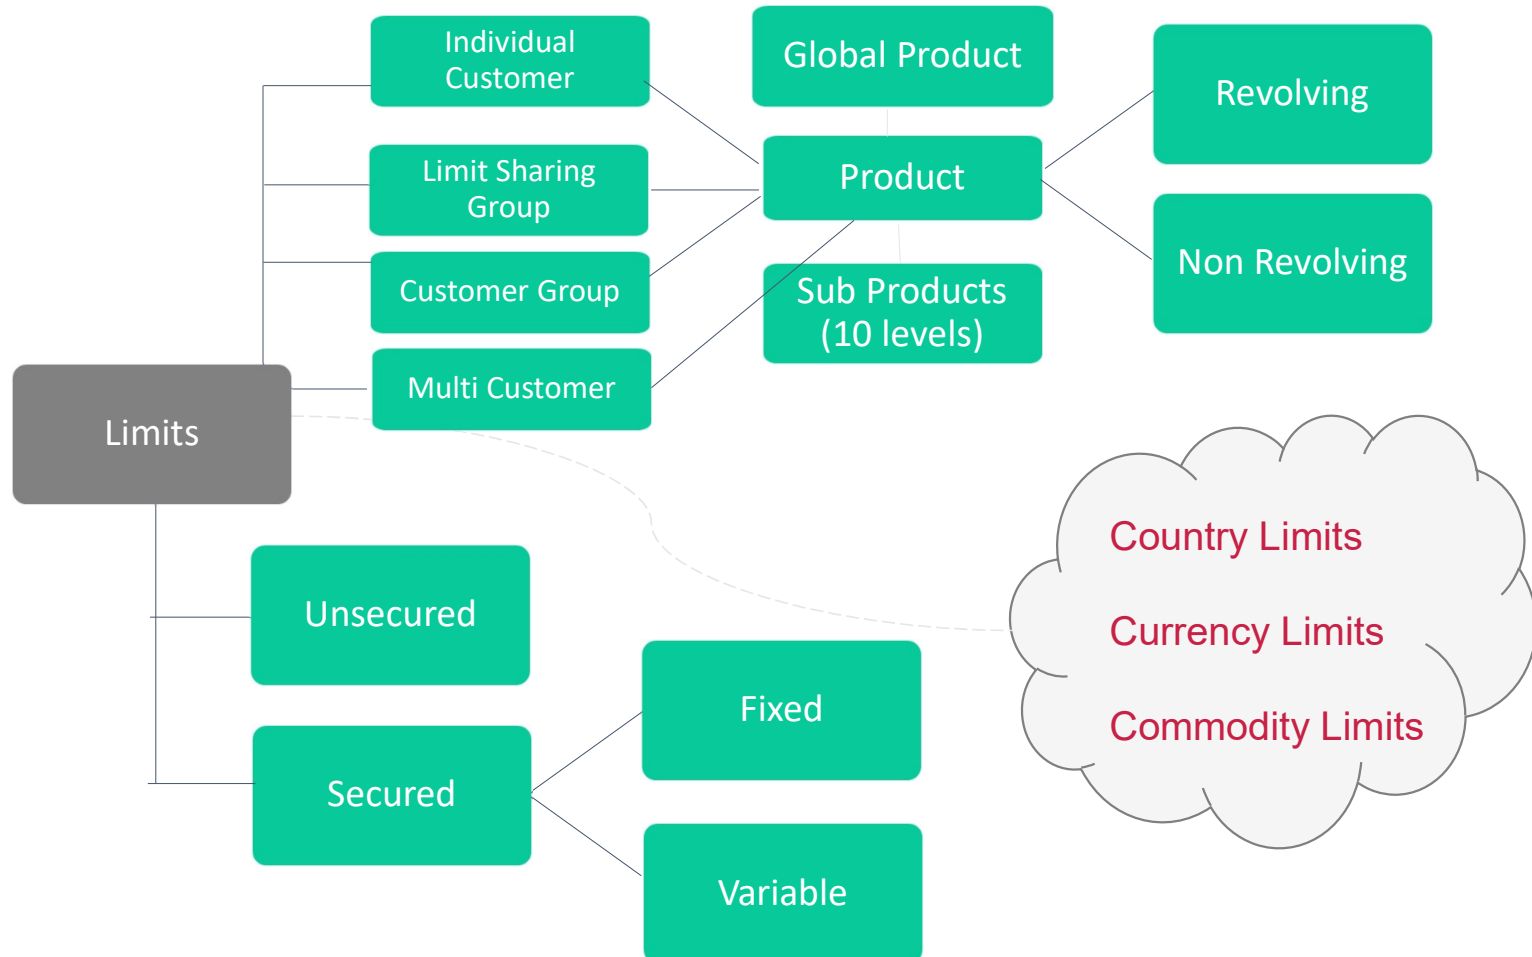 Individual
Customer
Limit Sharing
Group
Customer Group
Multi Customer
Global Product
Product
Sub Products
(10 levels)
Revolving
Non Revolving
Limits
Unsecured
Secured
Fixed
Variable
Country Limits
Currency Limits
Commodity Limits